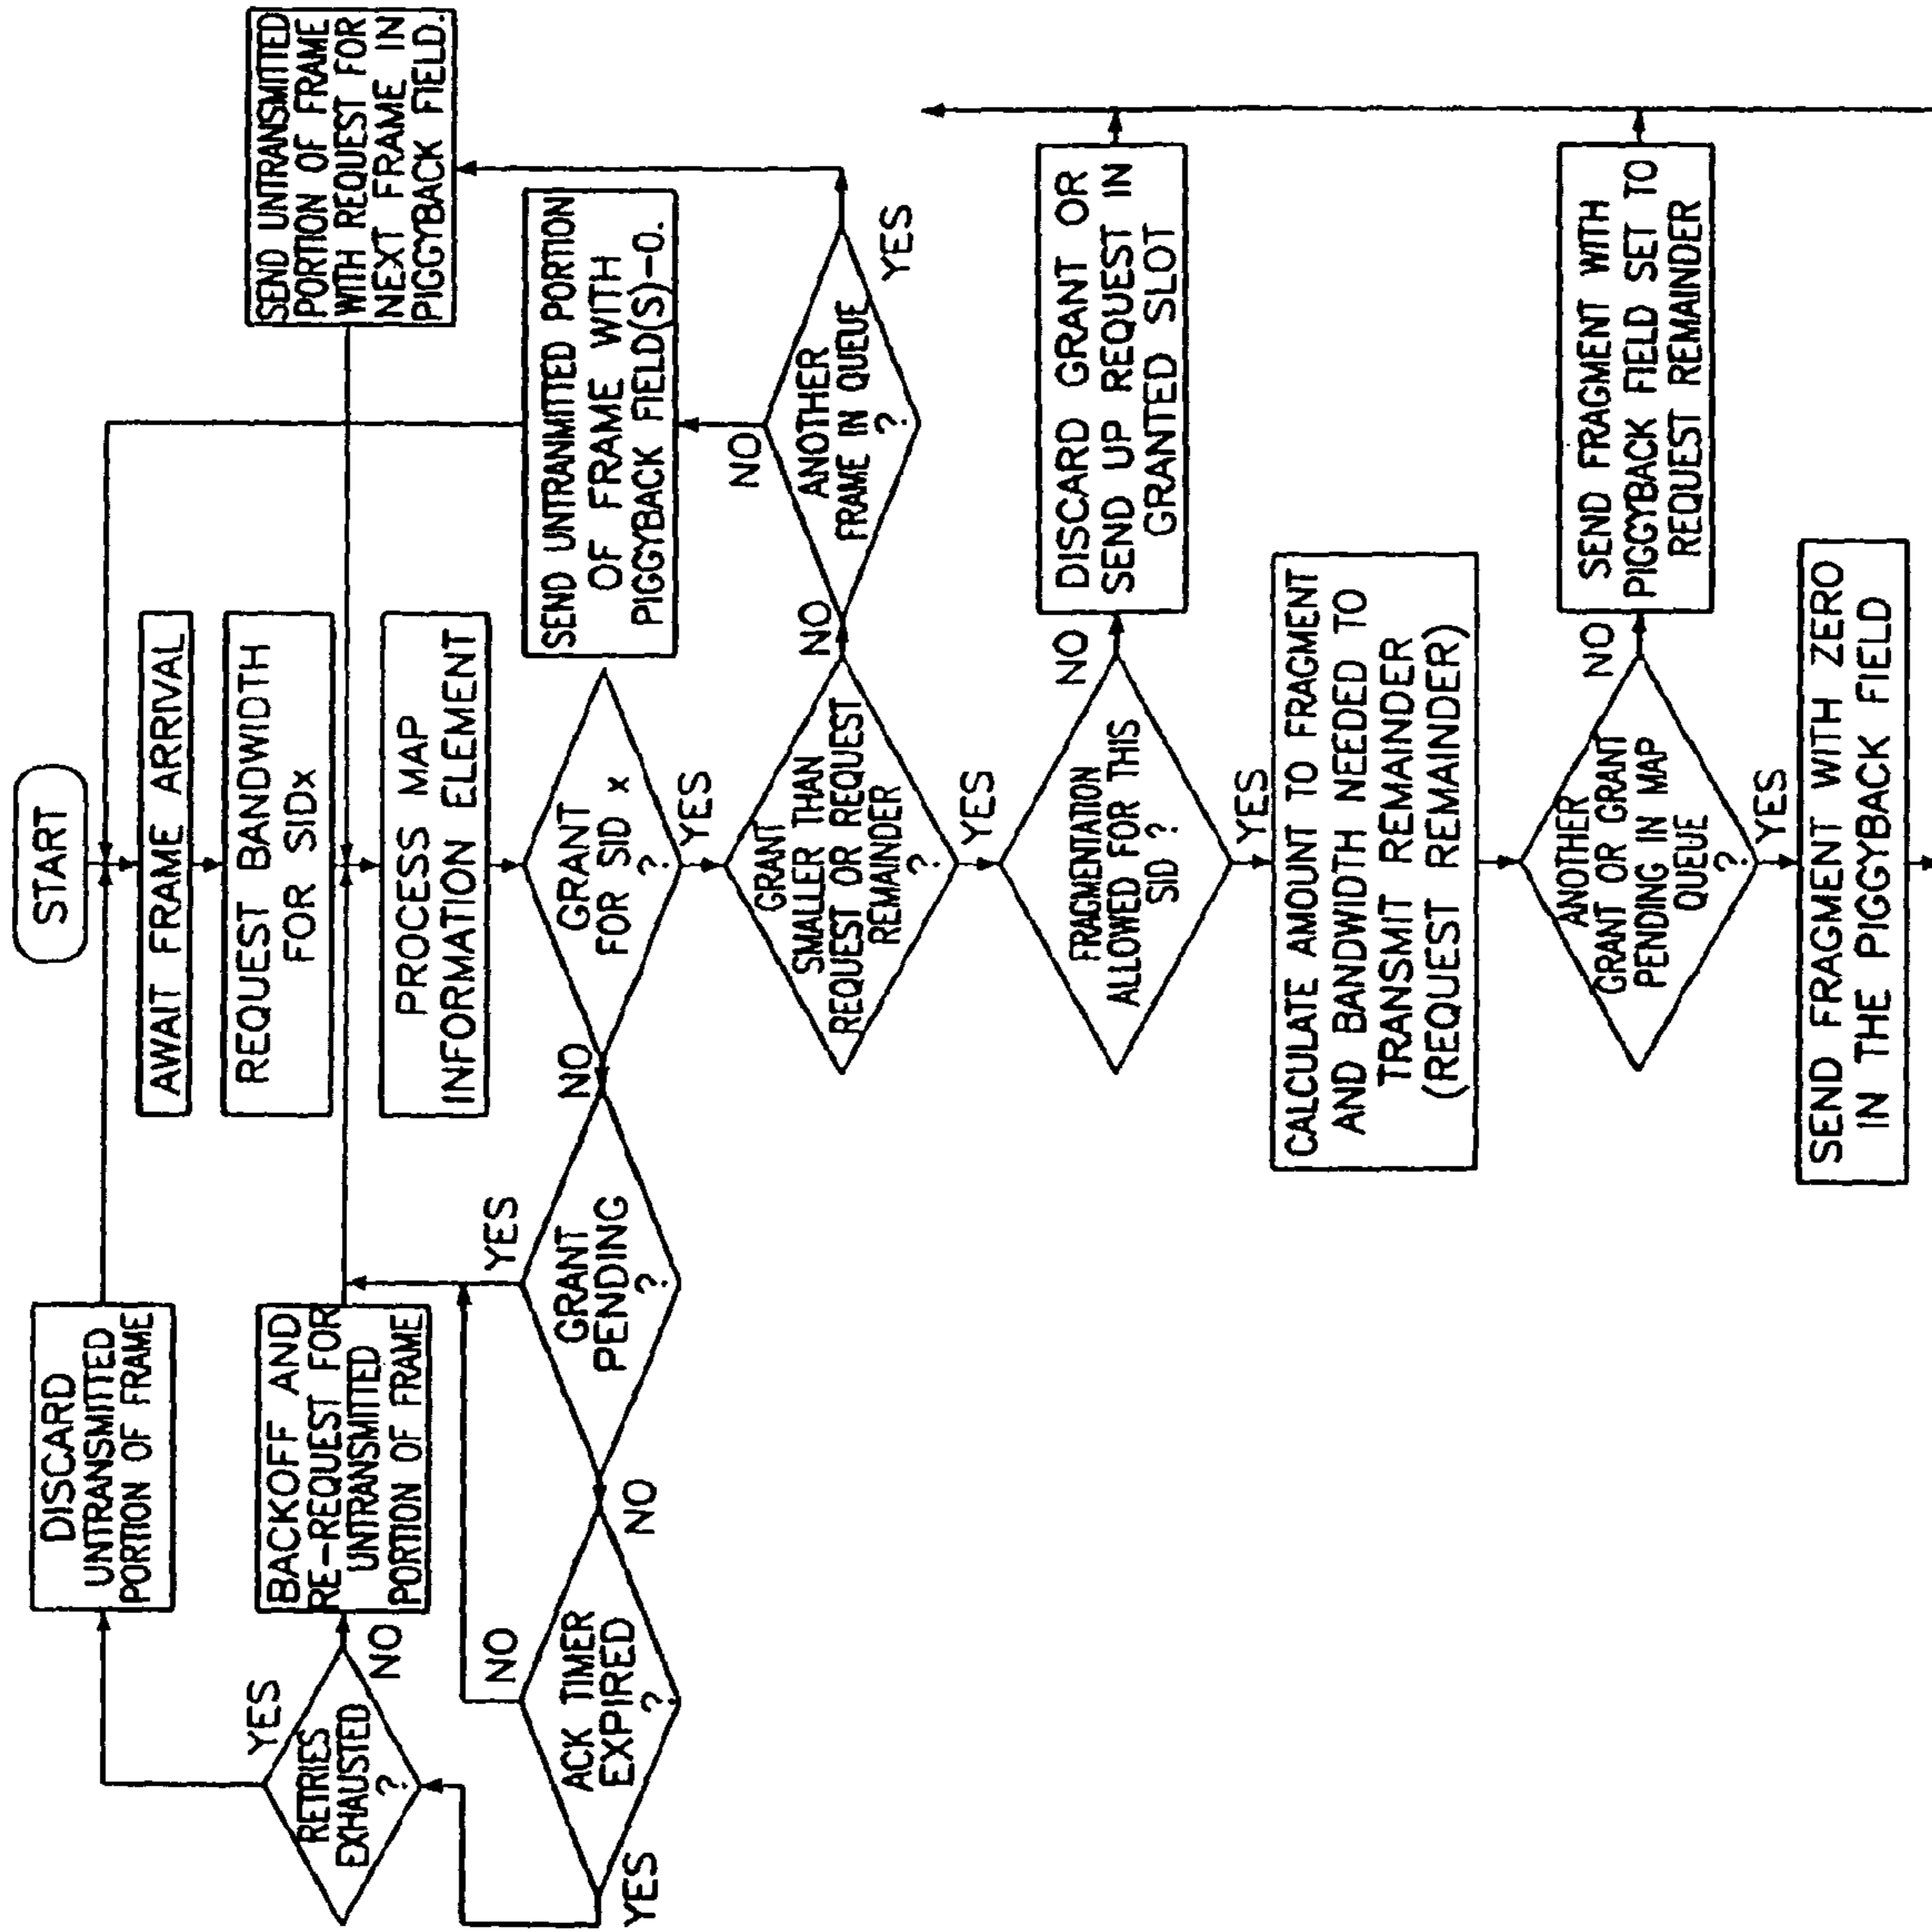 START
AWAIT FRAME ARRIVAL
REQUEST BANDWIDTH
FOR SIDx
PROCESS MAP
INFORMATION ELEMENT
GRANT
FOR SID x
?
NO
YES
GRANT
PENDING
?
YES
NO
ACK TIMER
EXPIRED
?
NO
YES
RETRIES
EXHAUSTED
?
YES
NO
DISCARD
UNTRANSMITTED
PORTION OF FRAME
BACKOFF AND
RE-REQUEST FOR
UNTRANSMITTED
PORTION OF FRAME
GRANT
SMALLER THAN
REQUEST OR REQUEST
REMAINDER
?
NO
YES
ANOTHER
FRAME IN QUEUE
?
NO
YES
SEND UNTRANMITTED PORTION
OF FRAME WITH
PIGGYBACK FIELD(S)-0.
SEND UNTRANSMITTED
PORTION OF FRAME
WITH REQUEST FOR
NEXT FRAME IN
PIGGYBACK FIELD.
FRAGMENTATION
ALLOWED FOR THIS
SID ?
NO
YES
DISCARD GRANT OR
SEND UP REQUEST IN
GRANTED SLOT
CALCULATE AMOUNT TO FRAGMENT
AND BANDWIDTH NEEDED TO
TRANSMIT REMAINDER
(REQUEST REMAINDER)
ANOTHER
GRANT OR GRANT
PENDING IN MAP
QUEUE
?
NO
YES
SEND FRAGMENT WITH
PIGGYBACK FIELD SET TO
REQUEST REMAINDER
SEND FRAGMENT WITH ZERO
IN THE PIGGYBACK FIELD